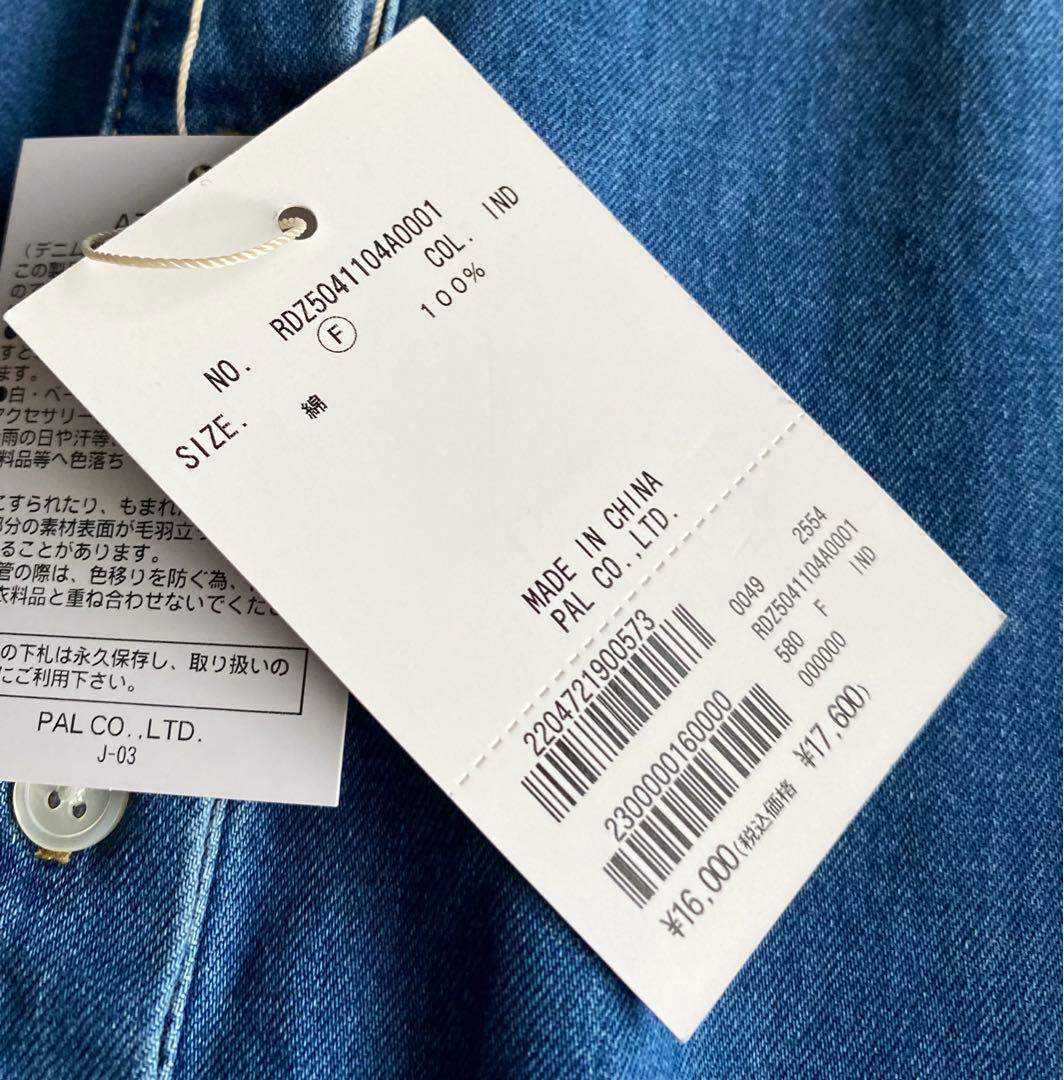 NO. RDZ5041104A0001
SIZE. Ⓕ COL. IND
綿 100%
MADE IN CHINA
PAL CO.,LTD.
2204721900573
0049 2554
RDZ5041104A0001
580 F IND
000000
2300000160000
¥16,000(税込価格 ¥17,600)
(デニム
この製
の
すと
ます。
●白・ベー
アクセサリー
雨の日や汗等、
料品等へ色落ち
こすられたり、もまれ
部分の素材表面が毛羽立
ることがあります。
管の際は、色移りを防ぐ為、
衣料品と重ね合わせないでくだ
の下札は永久保存し、取り扱いの
にご利用下さい。
PAL CO.,LTD.
J-03